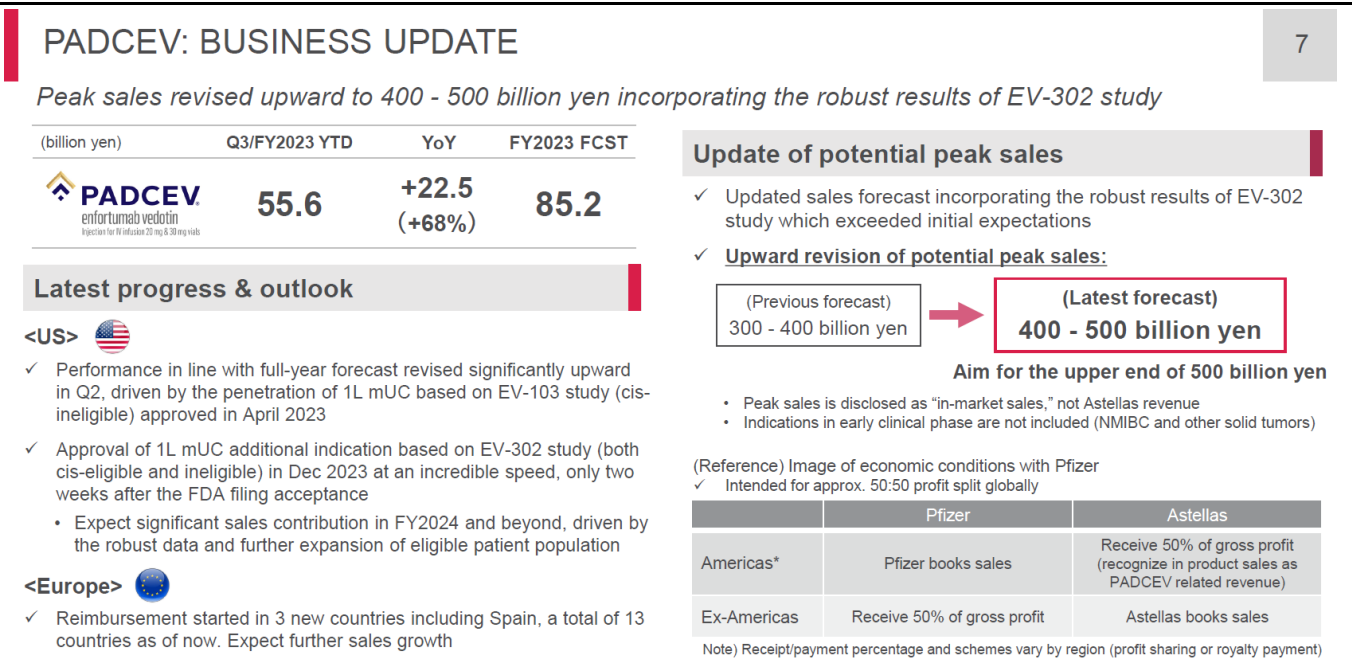 PADCEV: BUSINESS UPDATE
7
Peak sales revised upward to 400 - 500 billion yen incorporating the robust results of EV-302 study
(billion yen) Q3/FY2023 YTD YoY FY2023 FCST
PADCEV
enfortumab vedotin
Injection for IV infusion 20 mg & 30 mg vials
55.6
+22.5
(+68%)
85.2
Latest progress & outlook
<US>
✓ Performance in line with full-year forecast revised significantly upward
in Q2, driven by the penetration of 1L mUC based on EV-103 study (cis-
ineligible) approved in April 2023
✓ Approval of 1L mUC additional indication based on EV-302 study (both
cis-eligible and ineligible) in Dec 2023 at an incredible speed, only two
weeks after the FDA filing acceptance
• Expect significant sales contribution in FY2024 and beyond, driven by
the robust data and further expansion of eligible patient population
<Europe>
✓ Reimbursement started in 3 new countries including Spain, a total of 13
countries as of now. Expect further sales growth
Update of potential peak sales
✓ Updated sales forecast incorporating the robust results of EV-302
study which exceeded initial expectations
✓ Upward revision of potential peak sales:
(Previous forecast)
300 - 400 billion yen
(Latest forecast)
400 - 500 billion yen
Aim for the upper end of 500 billion yen
• Peak sales is disclosed as “in-market sales,” not Astellas revenue
• Indications in early clinical phase are not included (NMIBC and other solid tumors)
(Reference) Image of economic conditions with Pfizer
✓ Intended for approx. 50:50 profit split globally
Pfizer Astellas
Americas* Pfizer books sales
Receive 50% of gross profit
(recognize in product sales as
PADCEV related revenue)
Ex-Americas Receive 50% of gross profit Astellas books sales
Note) Receipt/payment percentage and schemes vary by region (profit sharing or royalty payment)